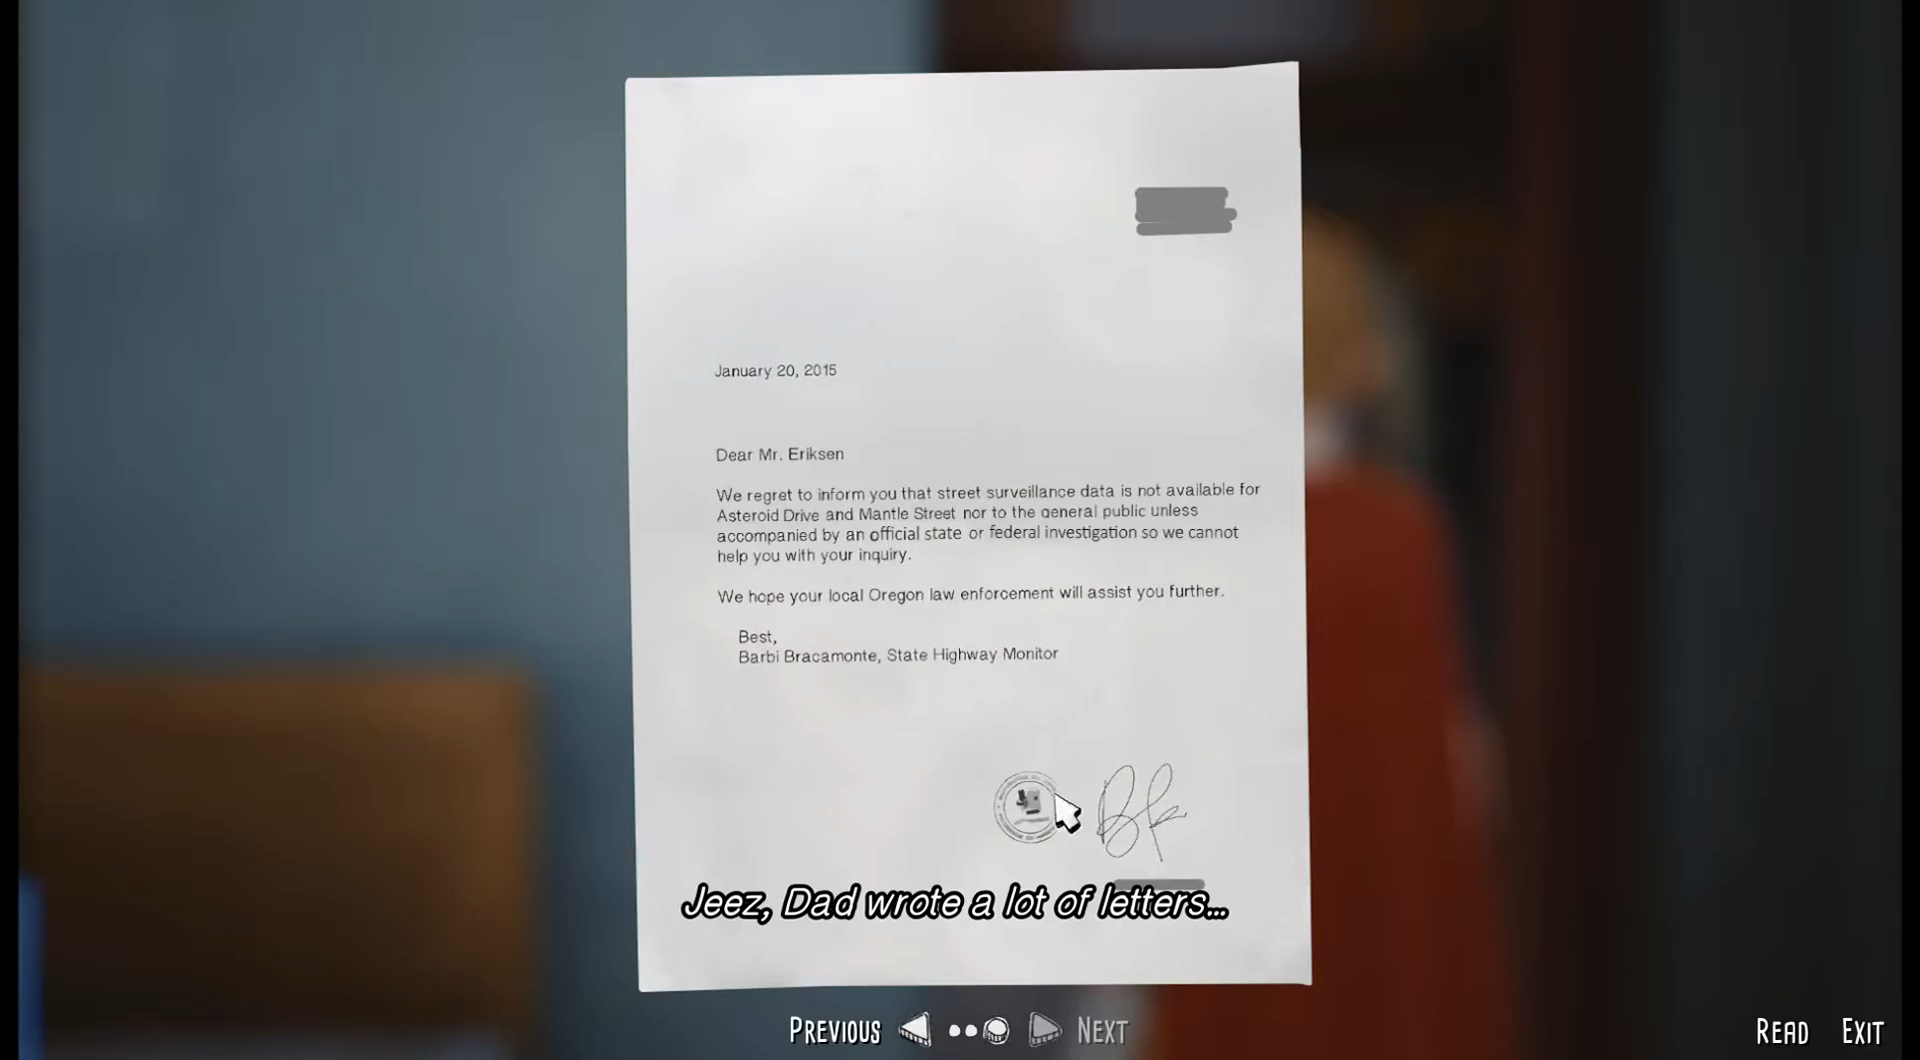 January 20, 2015
Dear Mr. Eriksen
We regret to inform you that street surveillance data is not available for
Asteroid Drive and Mantle Street nor to the general public unless
accompanied by an official state or federal investigation so we cannot
help you with your inquiry.
We hope your local Oregon law enforcement will assist you further.
Best,
Barbi Bracamonte, State Highway Monitor
Jeez, Dad wrote a lot of letters...
PREVIOUS
NEXT
READ
EXIT